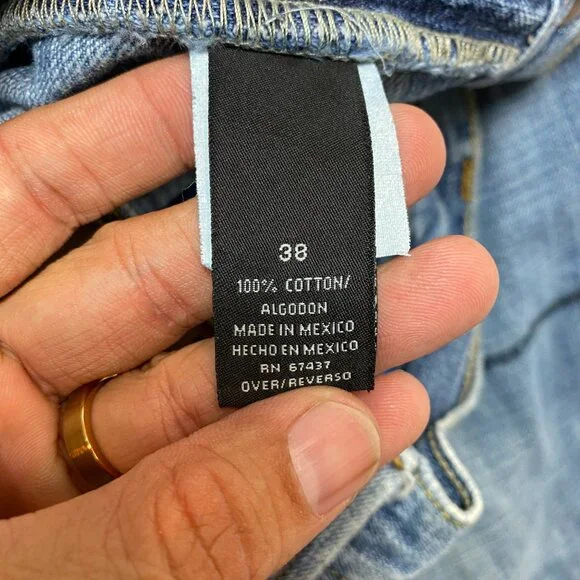 38
100% COTTON/
ALGODON
MADE IN MEXICO
HECHO EN MEXICO
RN 67437
OVER/REVERSO